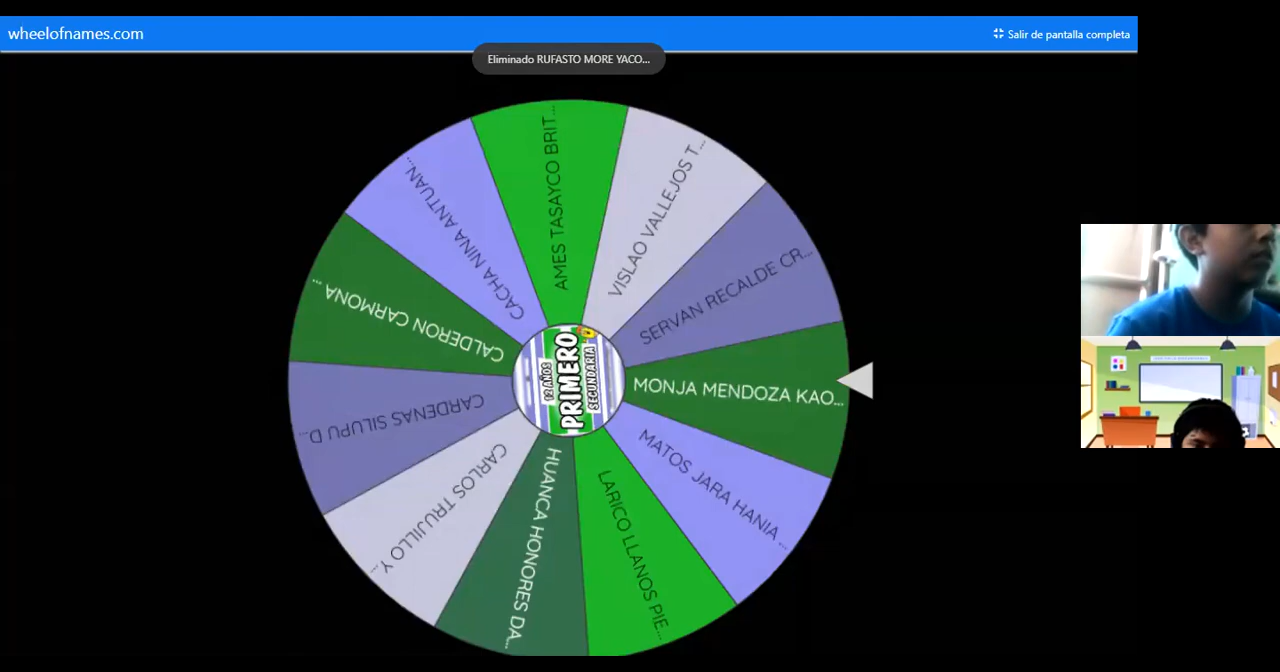 wheelofnames.com
Salir de pantalla completa
Eliminado RUFASTO MORE YACO...
AMES TASAYCO BRIT...
VISLAO VALLEJOS T...
SERVAN RECALDE CR...
MONJA MENDOZA KAO...
MATOS JARA HANIA ...
LARICO LLANOS PIE...
HUANCA HONORES DA...
CARLOS TRUJILLO Y...
CARDENAS SILUPU D...
CALDERON CARMONA ...
CACHA NINA ANTUAN...
12 AÑOS
PRIMERO
SECUNDARIA